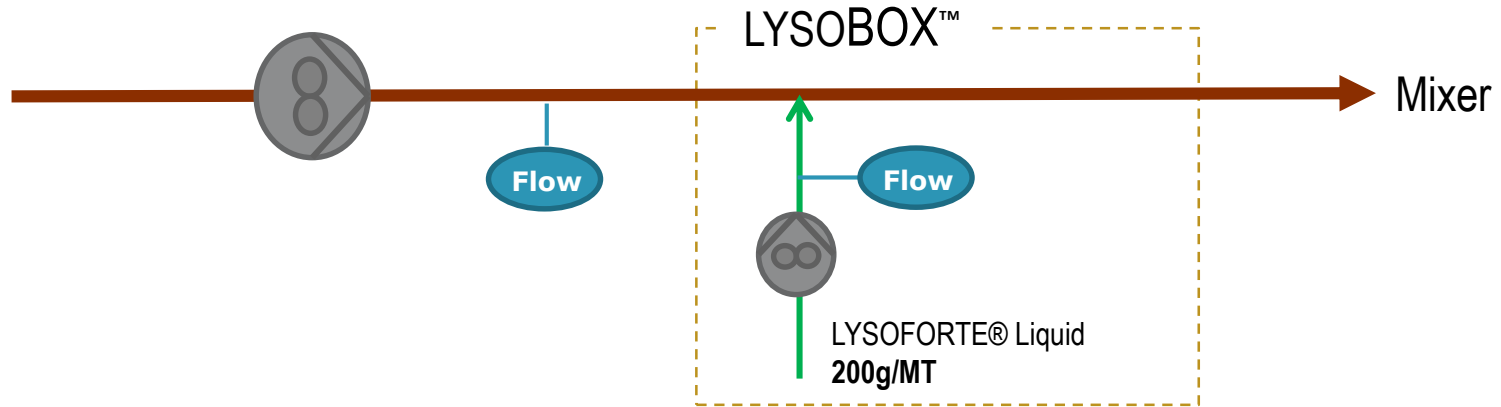 LYSOBOX™
Mixer
Flow
Flow
LYSOFORTE® Liquid
200g/MT